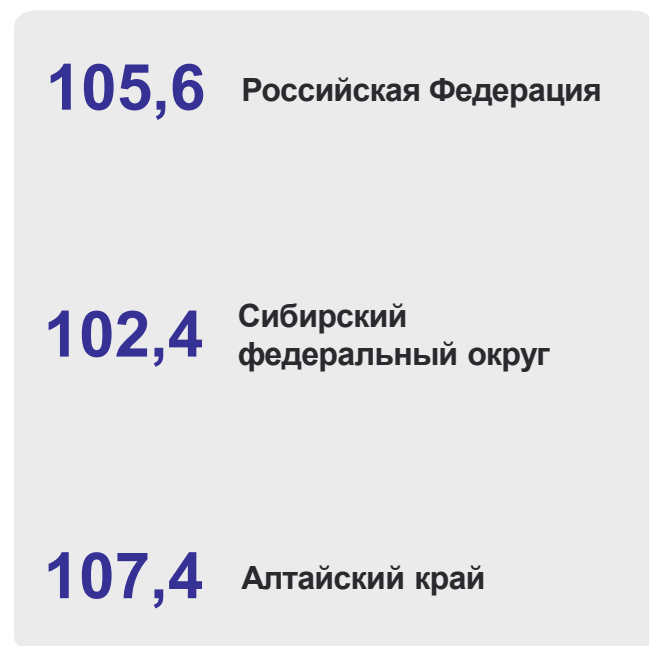 105,6 Российская Федерация
102,4 Сибирский
федеральный округ
107,4 Алтайский край